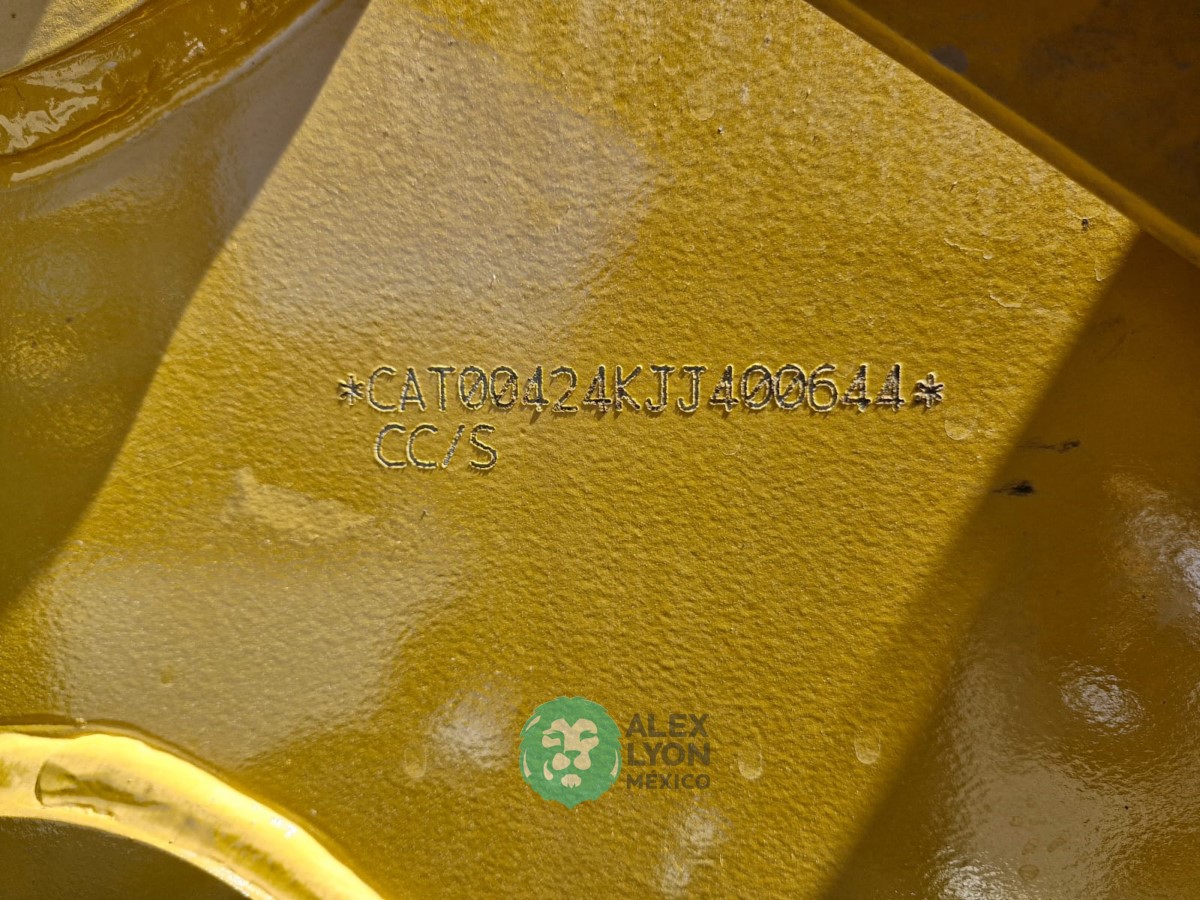 *CAT00424KJJ400644*
CC/S
ALEX
LYON
MÉXICO